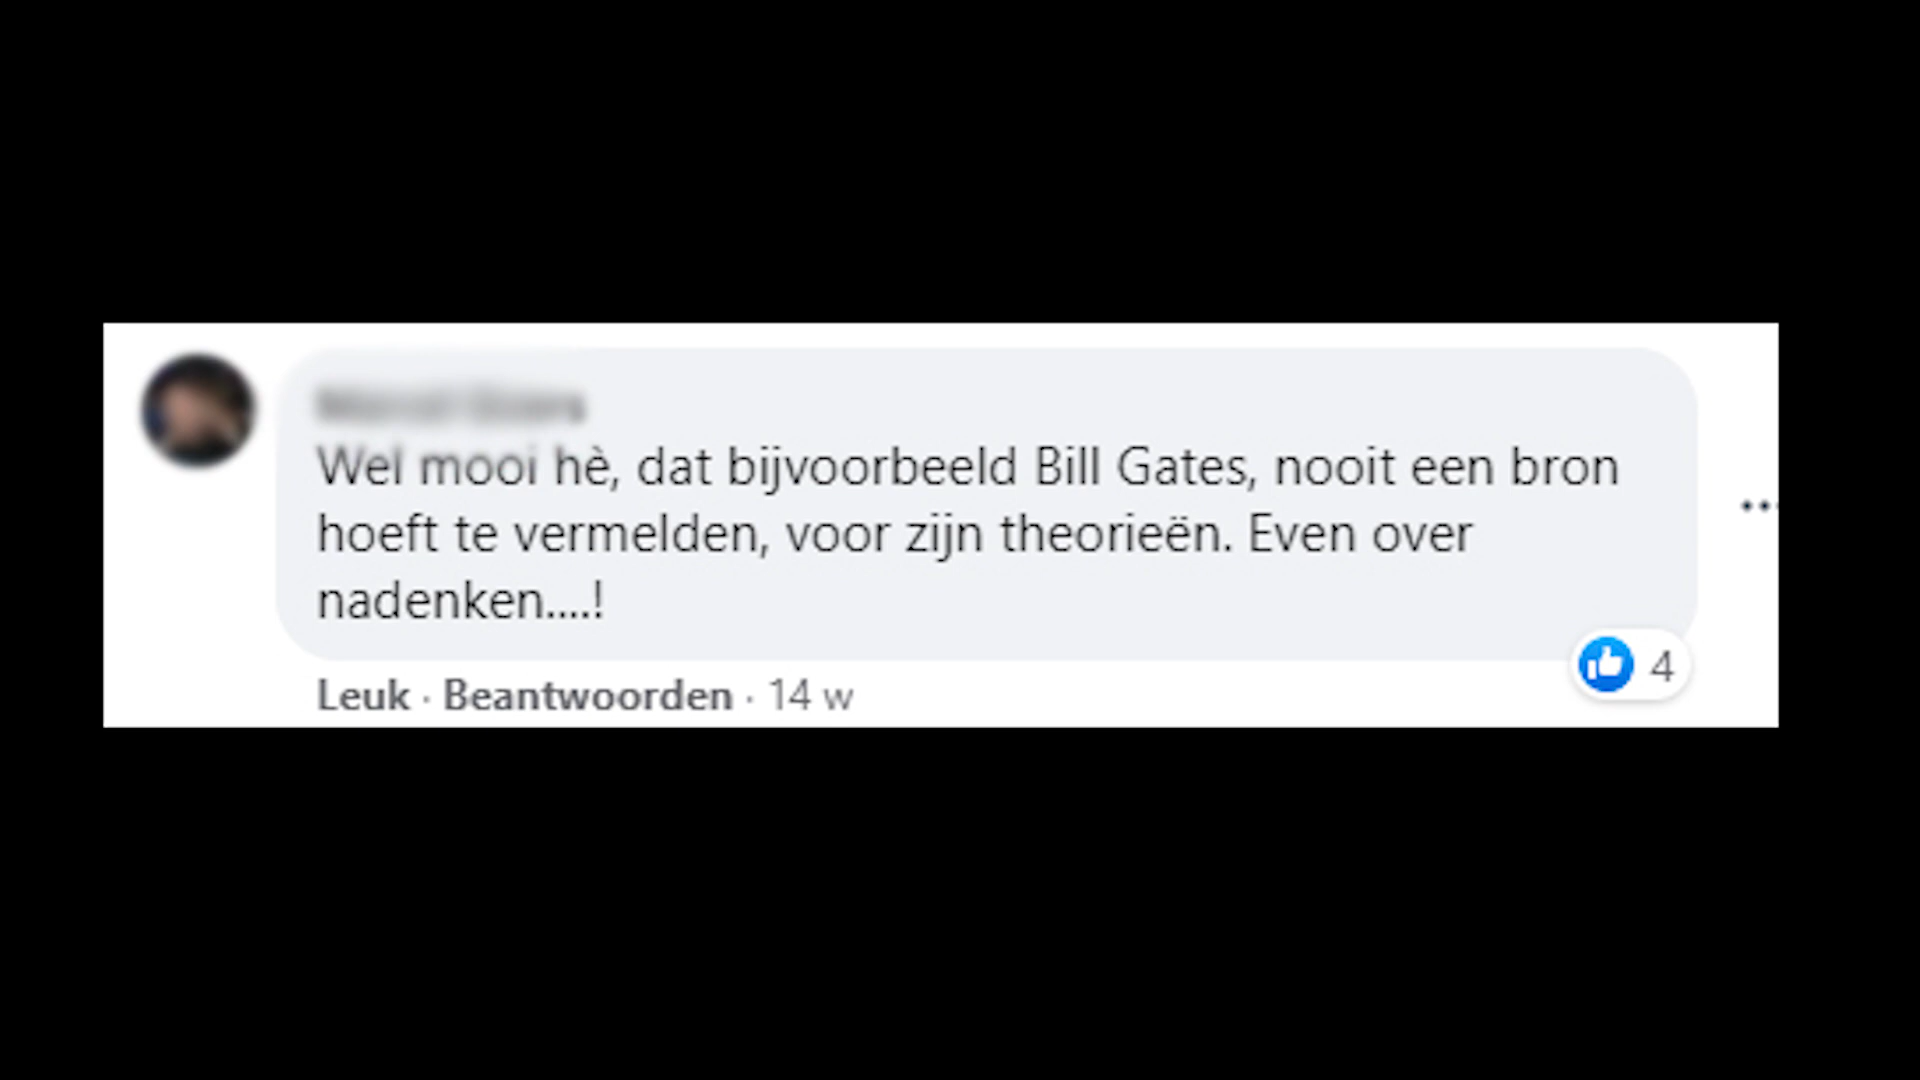 Wel mooi hè, dat bijvoorbeeld Bill Gates, nooit een bron
hoeft te vermelden, voor zijn theorieën. Even over
nadenken....!
4
Leuk · Beantwoorden · 14 w